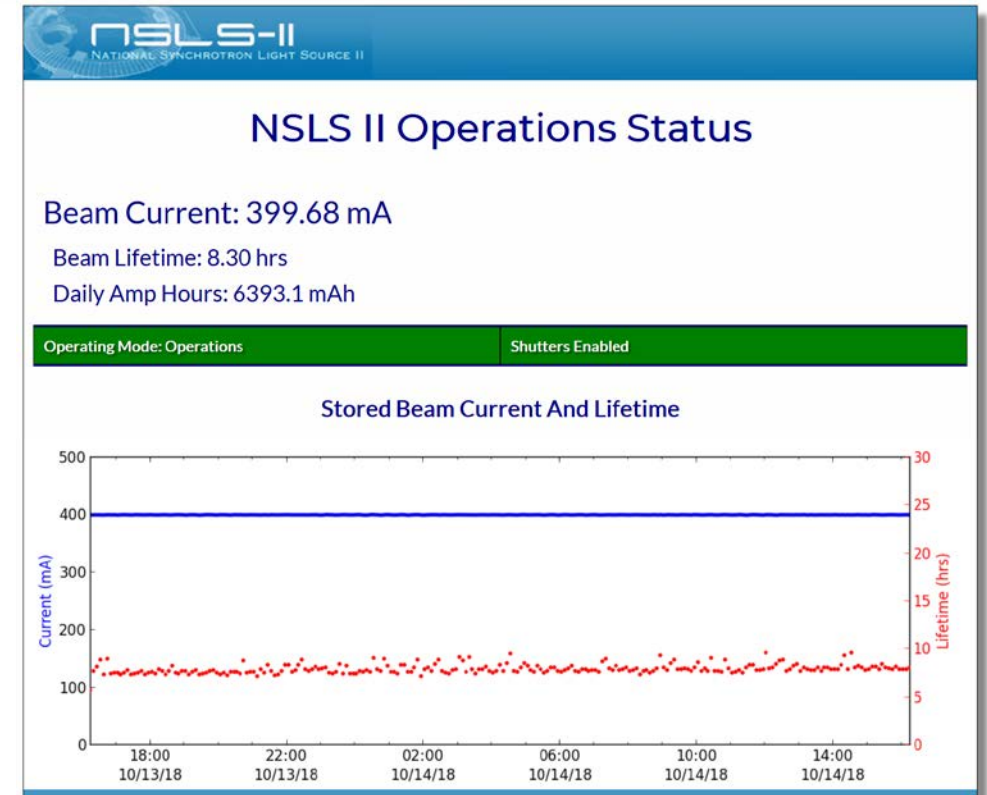 NSLS-II
NATIONAL SYNCHROTRON LIGHT SOURCE II
NSLS II Operations Status
Beam Current: 399.68 mA
Beam Lifetime: 8.30 hrs
Daily Amp Hours: 6393.1 mAh
Operating Mode: Operations Shutters Enabled
Stored Beam Current And Lifetime
500 30
400 25
300 20
200 15
100 10
0 5
0
Current (mA)
Lifetime (hrs)
18:00 22:00 02:00 06:00 10:00 14:00
10/13/18 10/13/18 10/14/18 10/14/18 10/14/18 10/14/18